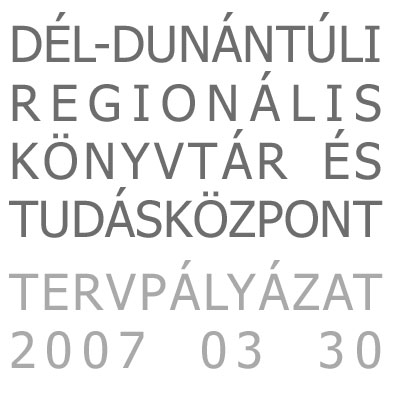 DÉL-DUNÁNTÚLI
REGIONÁLIS
KÖNYVTÁR ÉS
TUDÁSKÖZPONT
TERVPÁLYÁZAT
2007 03 30